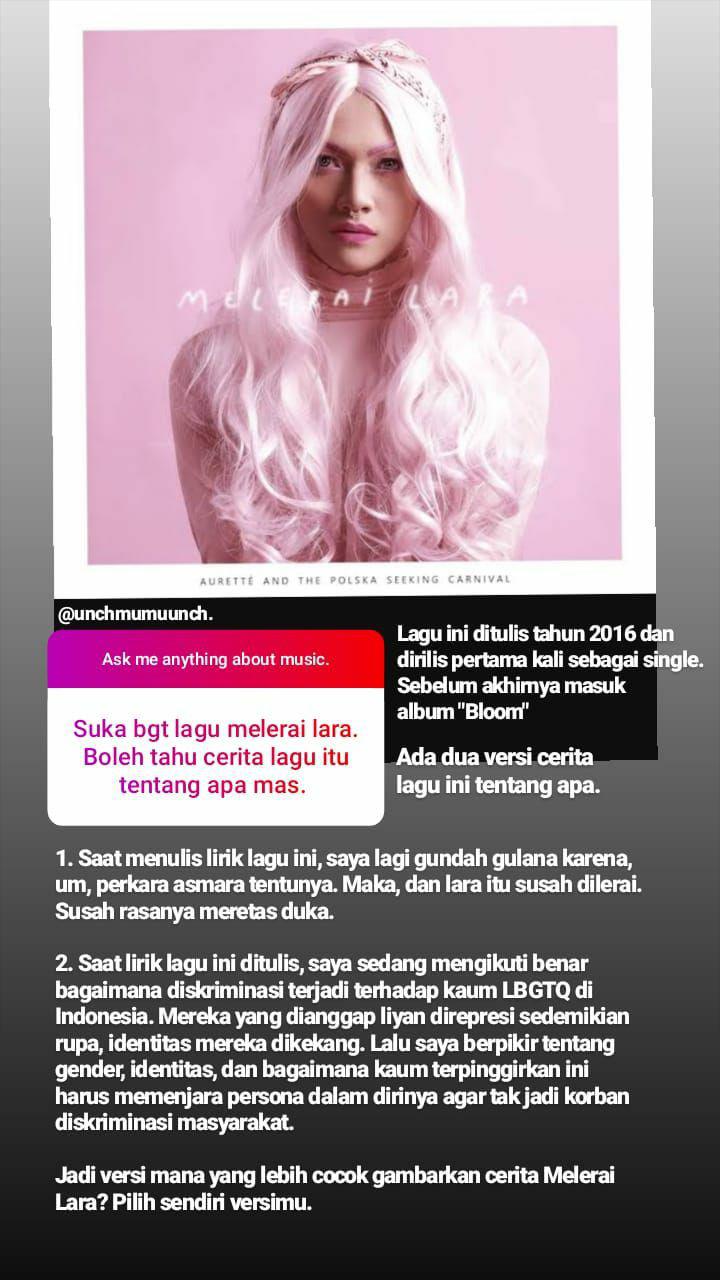 MELERAI LARA
AURETTÉ AND THE POLSKA SEEKING CARNIVAL
@unchmumuunch.
Ask me anything about music.
Suka bgt lagu melerai lara.
Boleh tahu cerita lagu itu
tentang apa mas.
Lagu ini ditulis tahun 2016 dan
dirilis pertama kali sebagai single.
Sebelum akhirnya masuk
album "Bloom"
Ada dua versi cerita
lagu ini tentang apa.
1. Saat menulis lirik lagu ini, saya lagi gundah gulana karena,
um, perkara asmara tentunya. Maka, dan lara itu susah dilerai.
Susah rasanya meretas duka.
2. Saat lirik lagu ini ditulis, saya sedang mengikuti benar
bagaimana diskriminasi terjadi terhadap kaum LBGTQ di
Indonesia. Mereka yang dianggap liyan direpresi sedemikian
rupa, identitas mereka dikekang. Lalu saya berpikir tentang
gender, identitas, dan bagaimana kaum terpinggirkan ini
harus memenjara persona dalam dirinya agar tak jadi korban
diskriminasi masyarakat.
Jadi versi mana yang lebih cocok gambarkan cerita Melerai
Lara? Pilih sendiri versimu.